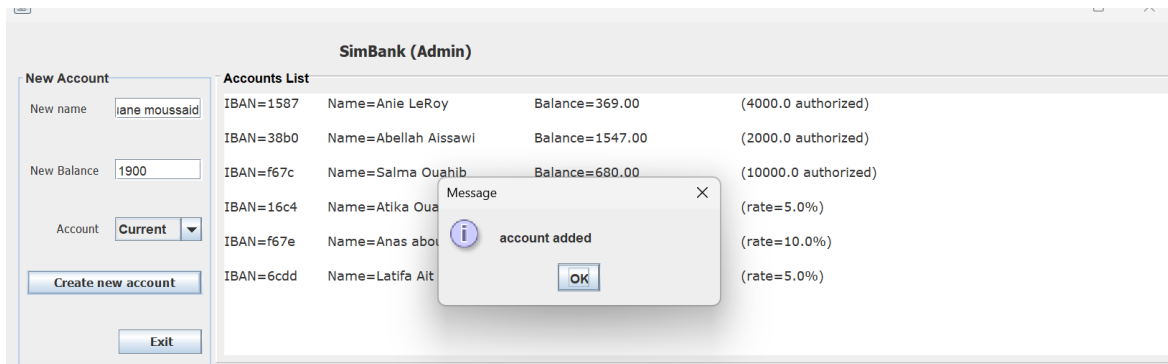 SimBank (Admin)
New Account
New name
moussaid
New Balance 1900
Account Current
Create new account
Exit
Accounts List
IBAN=1587 Name=Anie LeRoy Balance=369.00 (4000.0 authorized)
IBAN=38b0 Name=Abellah Aissawi Balance=1547.00 (2000.0 authorized)
IBAN=f67c Name=Salma Ouahib Balance=680.00 (10000.0 authorized)
IBAN=16c4 Name=Atika (rate=5.0%)
IBAN=f67e Name=Anas (rate=10.0%)
IBAN=6cdd Name=Latifa Ait (rate=5.0%)
Message
account added
OK